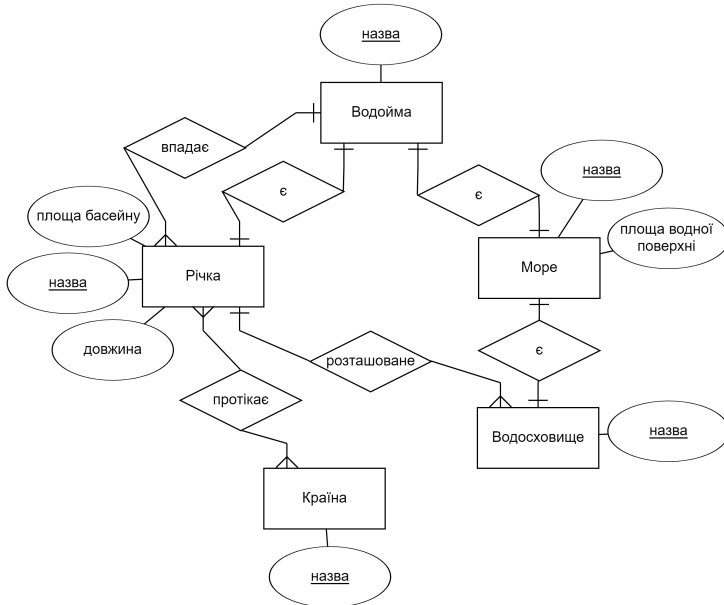 назва
Водойма
впадає
є
є
назва
площа басейну
площа водної
поверхні
Річка
Море
назва
довжина
є
розташоване
протікає
Водосховище
назва
Країна
назва